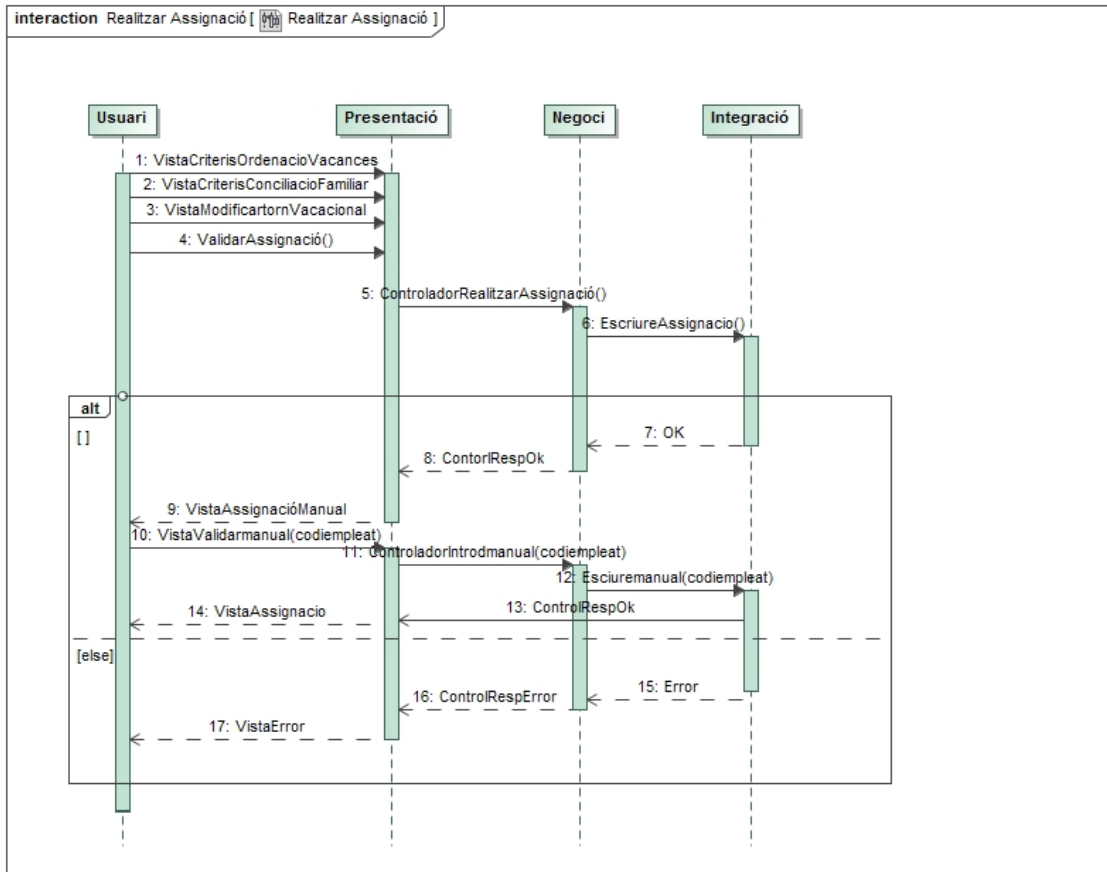 interaction Realitzar Assignació [ Realitzar Assignació ]
Usuari Presentació Negoci Integració
1: VistaCriterisOrdenacioVacances
2: VistaCriterisConciliacioFamiliar
3: VistaModificartornVacacional
4: ValidarAssignació()
5: ControladorRealitzarAssignació()
6: EscriureAssignacio()
alt
[ ]
7: OK
8: ContorlRespOk
9: VistaAssignacióManual
10: VistaValidarmanual(codiempleat)
11: ControladorIntrodmanual(codiempleat)
12: Esciuremanual(codiempleat)
13: ControlRespOk
14: VistaAssignacio
[else]
15: Error
16: ControlRespError
17: VistaError